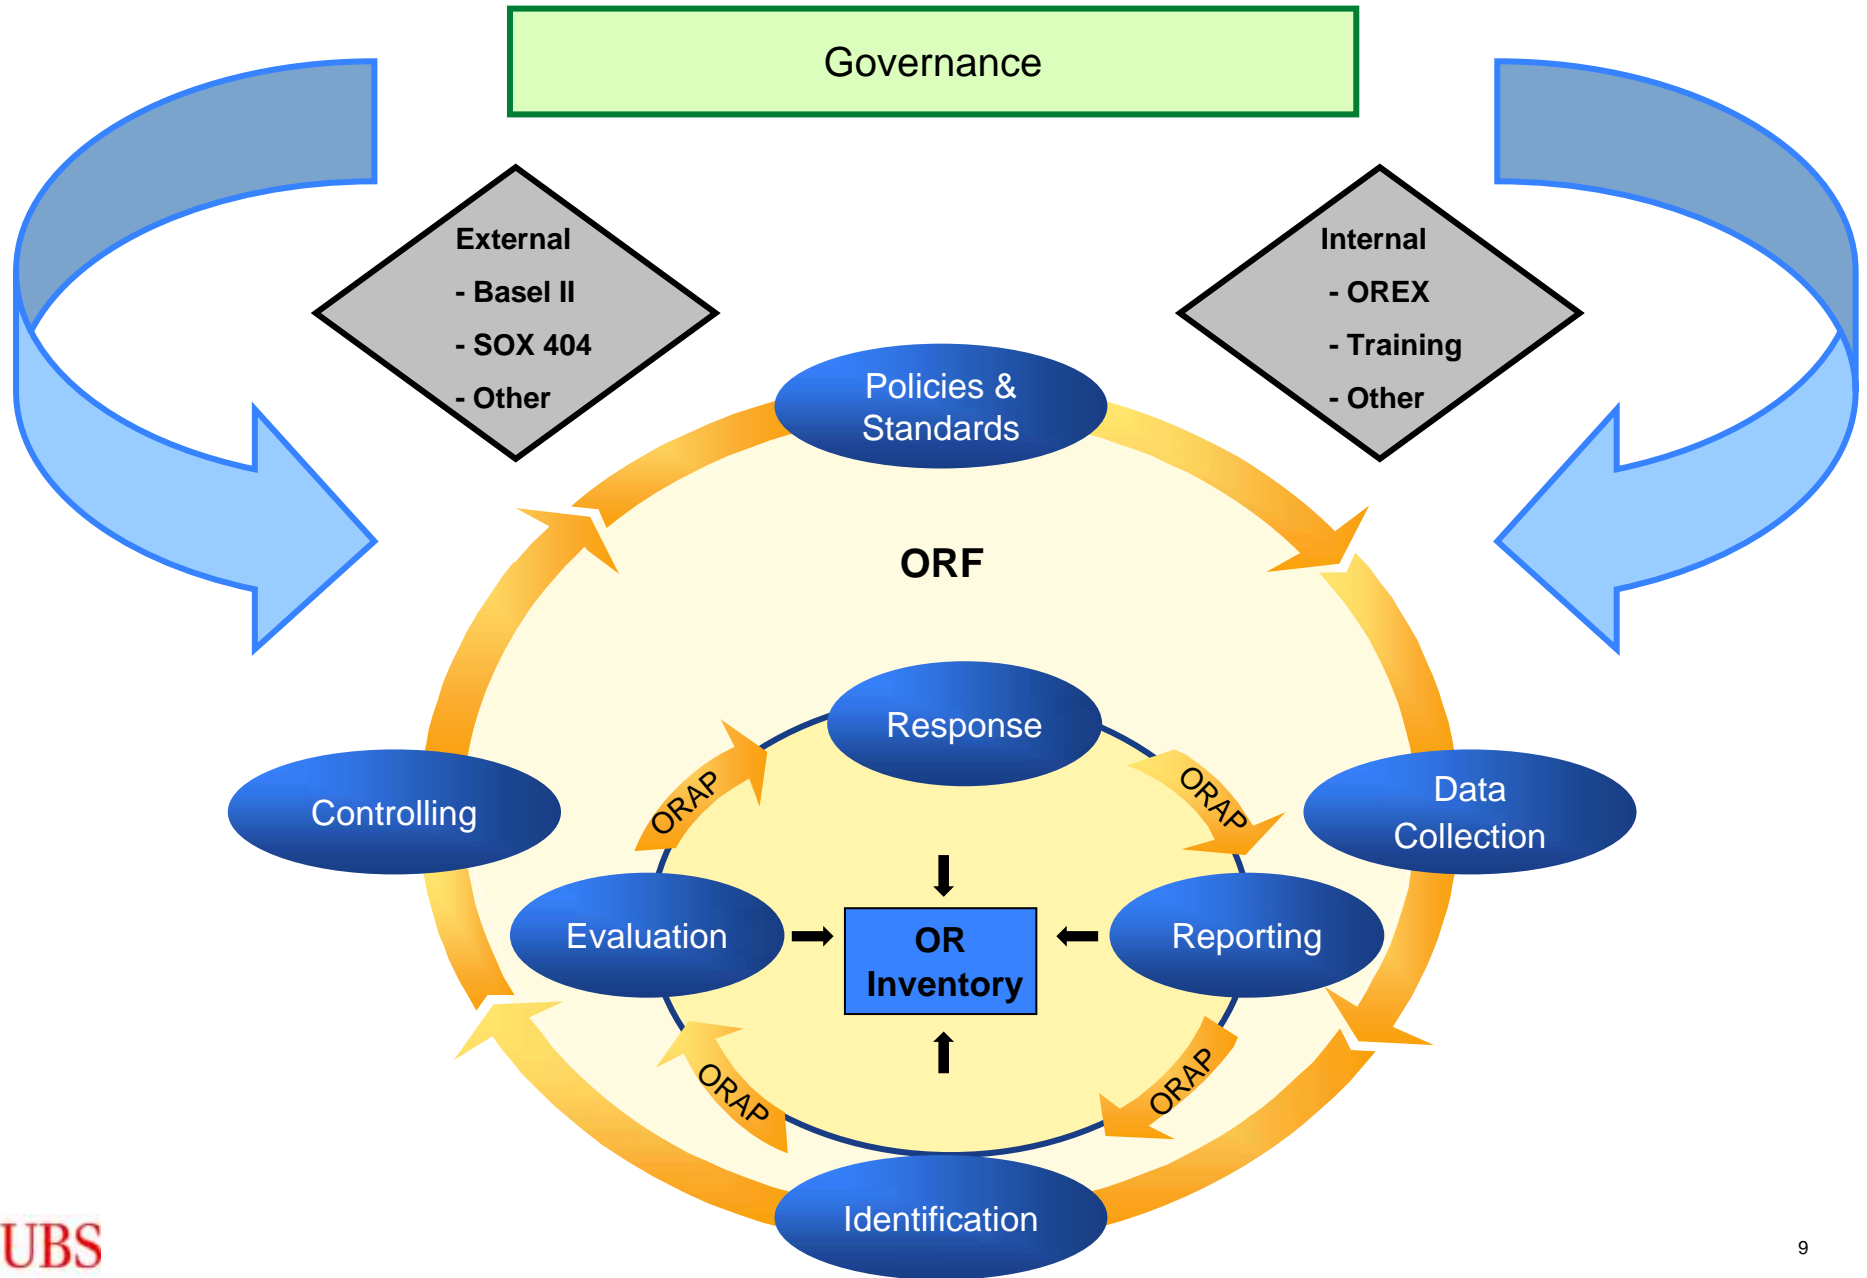 Governance
External
- Basel II
- SOX 404
- Other
Internal
- OREX
- Training
- Other
Policies &
Standards
ORF
Response
ORAP
ORAP
Controlling
Data
Collection
Evaluation
OR
Inventory
Reporting
ORAP
ORAP
Identification
UBS
9